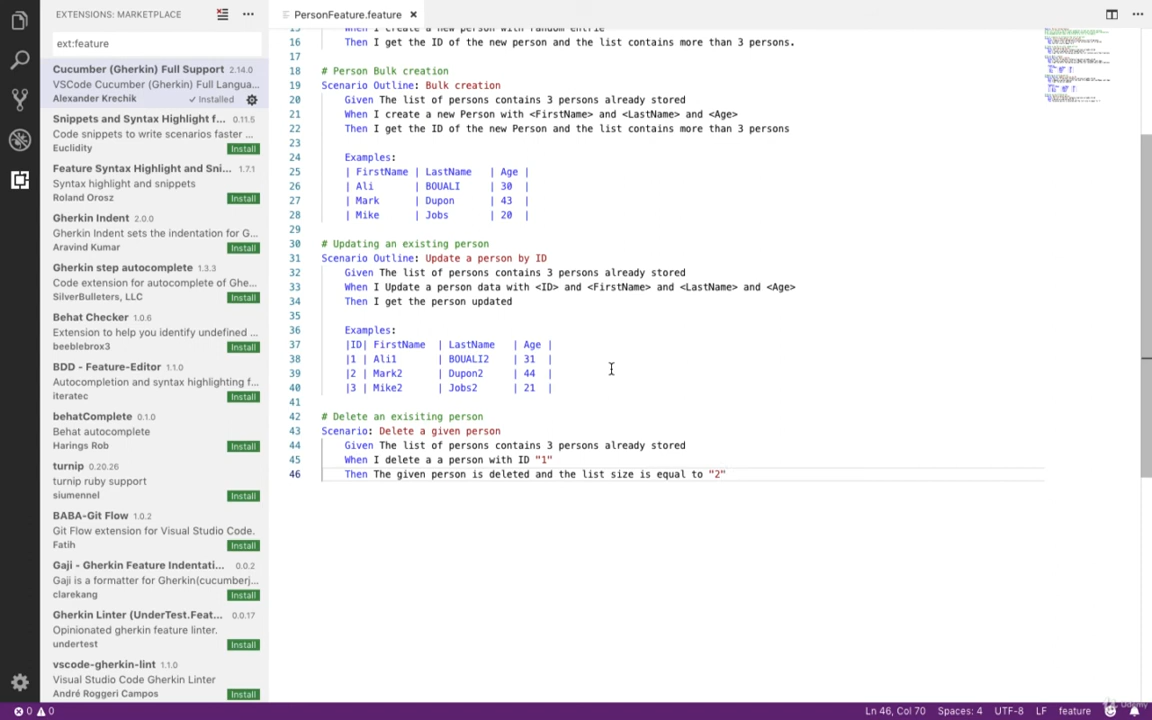 EXTENSIONS: MARKETPLACE
ext:feature
Cucumber (Gherkin) Full Support 2.14.0
VSCode Cucumber (Gherkin) Full Langua...
Alexander Krechik ✓ Installed
Snippets and Syntax Highlight f... 0.11.5
Code snippets to write scenarios faster ...
Euclidity Install
Feature Syntax Highlight and Sni... 1.7.1
Syntax highlight and snippets
Roland Orosz Install
Gherkin Indent 2.0.0
Gherkin Indent sets the indentation for G...
Aravind Kumar Install
Gherkin step autocomplete 1.3.3
Code extension for autocomplete of Ghe...
SilverBulleters, LLC Install
Behat Checker 1.0.6
Extension to help you identify undefined ...
beeblebrox3 Install
BDD - Feature-Editor 1.1.0
Autocompletion and syntax highlighting f...
iteratec Install
behatComplete 0.1.0
Behat autocomplete
Harings Rob Install
turnip 0.20.26
turnip ruby support
siumennel Install
BABA-Git Flow 1.0.2
Git Flow extension for Visual Studio Code.
Fatih Install
Gaji - Gherkin Feature Indentati... 0.0.2
Gaji is a formatter for Gherkin(cucumberj...
clarekang Install
Gherkin Linter (UnderTest.Feat... 0.0.17
Opinionated gherkin feature linter.
undertest Install
vscode-gherkin-lint 1.1.0
Visual Studio Code Gherkin Linter
André Roggeri Campos Install
PersonFeature.feature ×
15 When I create a new person with random entrie
16 Then I get the ID of the new person and the list contains more than 3 persons.
17
18 # Person Bulk creation
19 Scenario Outline: Bulk creation
20 Given The list of persons contains 3 persons already stored
21 When I create a new Person with <FirstName> and <LastName> and <Age>
22 Then I get the ID of the new Person and the list contains more than 3 persons
23
24 Examples:
25 | FirstName | LastName | Age |
26 | Ali | BOUALI | 30 |
27 | Mark | Dupon | 43 |
28 | Mike | Jobs | 20 |
29
30 # Updating an existing person
31 Scenario Outline: Update a person by ID
32 Given The list of persons contains 3 persons already stored
33 When I Update a person data with <ID> and <FirstName> and <LastName> and <Age>
34 Then I get the person updated
35
36 Examples:
37 |ID| FirstName | LastName | Age |
38 |1 | Ali1 | BOUALI2 | 31 |
39 |2 | Mark2 | Dupon2 | 44 |
40 |3 | Mike2 | Jobs2 | 21 |
41
42 # Delete an exisiting person
43 Scenario: Delete a given person
44 Given The list of persons contains 3 persons already stored
45 When I delete a a person with ID "1"
46 Then The given person is deleted and the list size is equal to "2"
0 0 Ln 46, Col 70 Spaces: 4 UTF-8 LF feature
Udemy